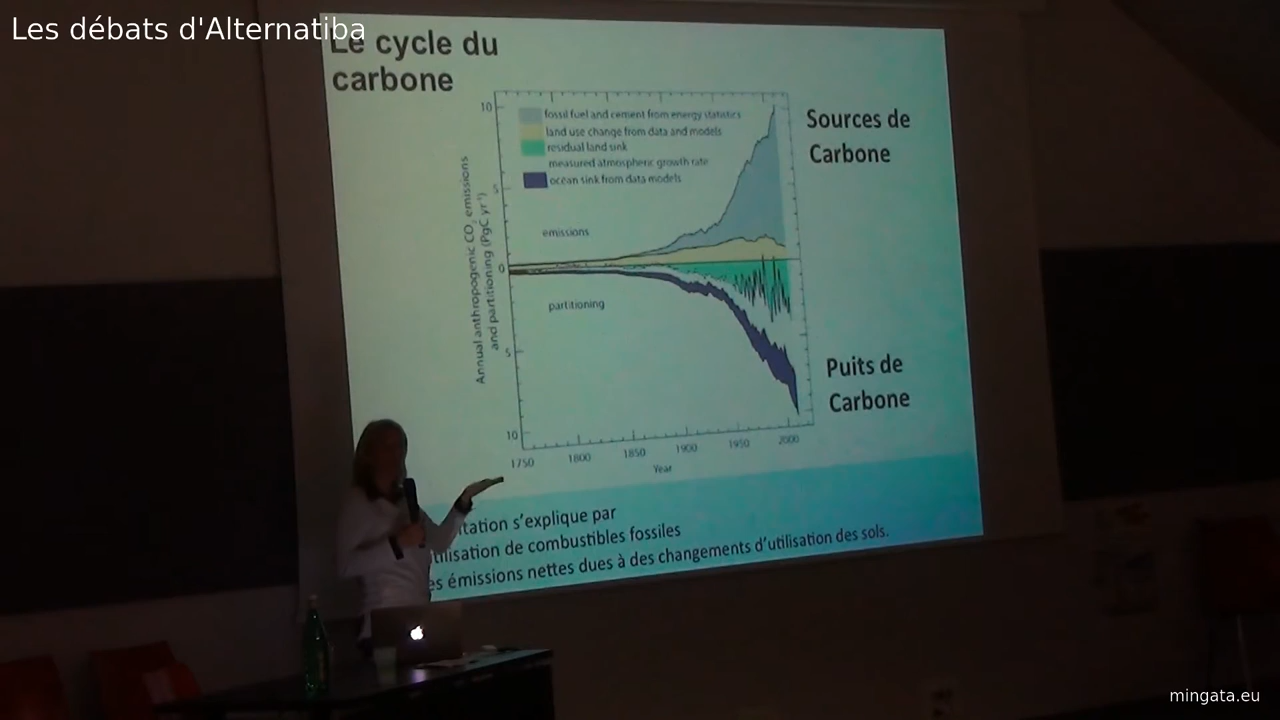 Les débats d'Alternatiba
Le cycle du
carbone
10
fossil fuel and cement from energy statistics
land use change from data and models
residual land sink
measured atmospheric growth rate
ocean sink from data models
5
emissions
0
partitioning
5
10
Annual anthropogenic CO2 emissions
and partitioning (PgC yr-1)
1750 1800 1850 1900 1950 2000
Year
Sources de
Carbone
Puits de
Carbone
s'explique par
de combustibles fossiles
émissions nettes dues à des changements d'utilisation des sols.
mingata.eu